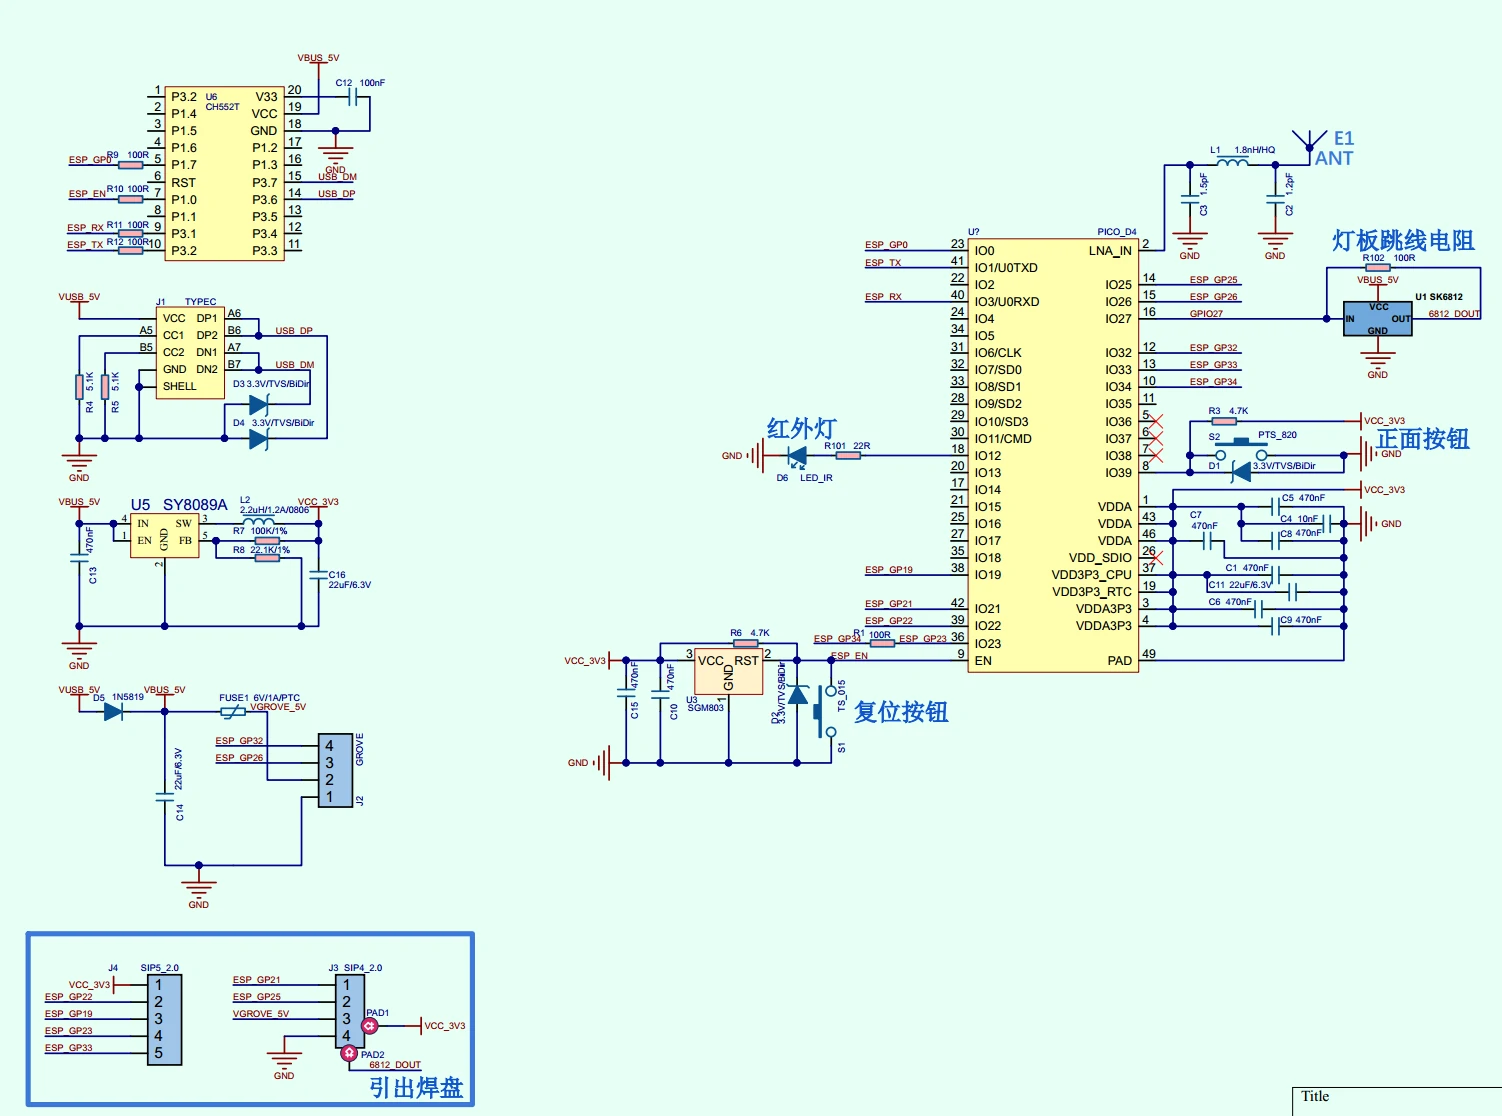 VBUS_5V
C12 100nF
U6
CH552T
1 P3.2 V33 20
2 P1.4 VCC 19
3 P1.5 GND 18
4 P1.6 P1.2 17
ESP_GP0 R9 100R 5 P1.7 P1.3 16
6 RST P3.7 15 USB_DM
ESP_EN R10 100R 7 P1.0 P3.6 14 USB_DP
8 P1.1 P3.5 13
ESP_RX R11 100R 9 P3.1 P3.4 12
ESP_TX R12 100R 10 P3.2 P3.3 11
GND
VUSB_5V
J1 TYPEC
VCC DP1 A6
A5 CC1 DP2 B6 USB_DP
B5 CC2 DN1 A7
GND DN2 B7 USB_DM
SHELL
R4 5.1K
R5 5.1K
D3 3.3V/TVS/BiDir
D4 3.3V/TVS/BiDir
GND
VBUS_5V
U5 SY8089A
L2
2.2uH/1.2A/0806
VCC_3V3
4 IN SW 3
1 EN FB 5
GND
2
R7 100K/1%
R8 22.1K/1%
C13 470nF
C16
22uF/6.3V
GND
VUSB_5V
D5 1N5819
VBUS_5V
FUSE1 6V/1A/PTC
VGROVE_5V
ESP_GP32 4
ESP_GP26 3
2
1
GROVE
J2
C14 22uF/6.3V
GND
J4 SIP5_2.0
VCC_3V3 1
ESP_GP22 2
ESP_GP19 3
ESP_GP23 4
ESP_GP33 5
J3 SIP4_2.0
ESP_GP21 1
ESP_GP25 2
VGROVE_5V 3
4
PAD1
VCC_3V3
PAD2
6812_DOUT
GND
引出焊盘
E1
ANT
L1 1.8nH/HQ
C3 1.5pF
C2 1.2pF
GND
GND
U? PICO_D4
ESP_GP0 23 IO0 LNA_IN 2
ESP_TX 41 IO1/U0TXD
22 IO2 IO25 14 ESP_GP25
ESP_RX 40 IO3/U0RXD IO26 15 ESP_GP26
24 IO4 IO27 16 GPIO27
34 IO5
31 IO6/CLK IO32 12 ESP_GP32
32 IO7/SD0 IO33 13 ESP_GP33
33 IO8/SD1 IO34 10 ESP_GP34
28 IO9/SD2 IO35 11
29 IO10/SD3 IO36 5
30 IO11/CMD IO37 6
18 IO12 IO38 7
20 IO13 IO39 8
17 IO14
21 IO15 VDDA 1
25 IO16 VDDA 43
27 IO17 VDDA 46
35 IO18 VDD_SDIO 26
ESP_GP19 38 IO19 VDD3P3_CPU 37
VDD3P3_RTC 19
ESP_GP21 42 IO21 VDDA3P3 3
ESP_GP22 39 IO22 VDDA3P3 4
ESP_GP34 R1 100R ESP_GP23 36 IO23
ESP_EN 9 EN PAD 49
灯板跳线电阻
R102 100R
VBUS_5V
U1 SK6812
VCC
IN OUT 6812_DOUT
GND
GND
红外灯
R101 22R
GND
D6 LED_IR
R3 4.7K
VCC_3V3
S2 PTS_820
正面按钮
GND
D1 3.3V/TVS/BiDir
VCC_3V3
C5 470nF
C7
470nF
C4 10nF
GND
C8 470nF
C1 470nF
C11 22uF/6.3V
C6 470nF
C9 470nF
R6 4.7K
VCC_3V3
3 VCC RST 2
GND
1
U3
SGM803
C15 470nF
C10 470nF
D2
3.3V/TVS/BiDir
TS_015
S1
复位按钮
GND
Title